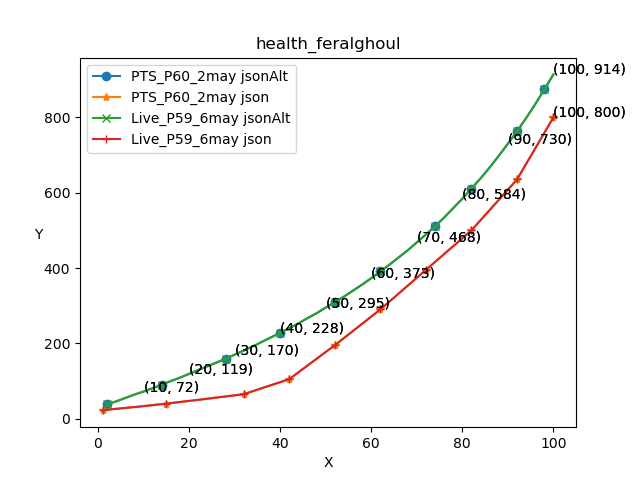 health_feralghoul
PTS_P60_2may jsonAlt
PTS_P60_2may json
Live_P59_6may jsonAlt
Live_P59_6may json
(100, 914)
(100, 800)
(90, 730)
(80, 584)
(70, 468)
(60, 373)
(50, 295)
(40, 228)
(30, 170)
(20, 119)
(10, 72)
Y
800
600
400
200
0
0 20 40 60 80 100
X